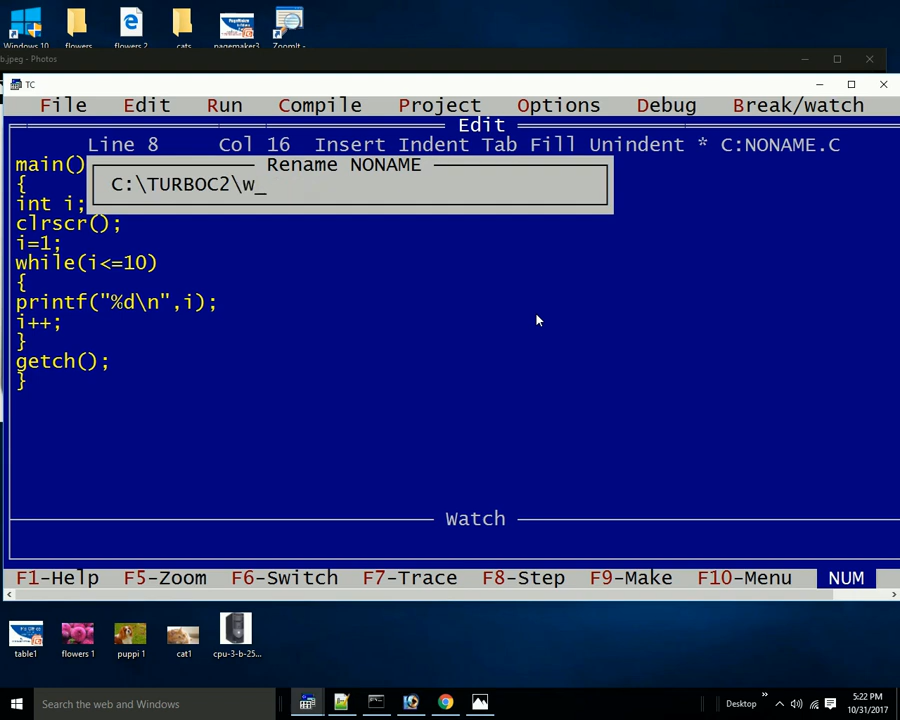 Windows 10
flowers
flowers 2
cats
pagemaker3
ZoomIt -
b.jpeg - Photos
TC
File Edit Run Compile Project Options Debug Break/watch
Edit
Line 8 Col 16 Insert Indent Tab Fill Unindent * C:NONAME.C
main()
Rename NONAME
{
C:\TURBOC2\w_
int i;
clrscr();
i=1;
while(i<=10)
{
printf("%d\n",i);
i++;
}
getch();
}
Watch
F1-Help F5-Zoom F6-Switch F7-Trace F8-Step F9-Make F10-Menu NUM
table1
flowers 1
puppi 1
cat1
cpu-3-b-25...
Search the web and Windows
Desktop
5:22 PM
10/31/2017